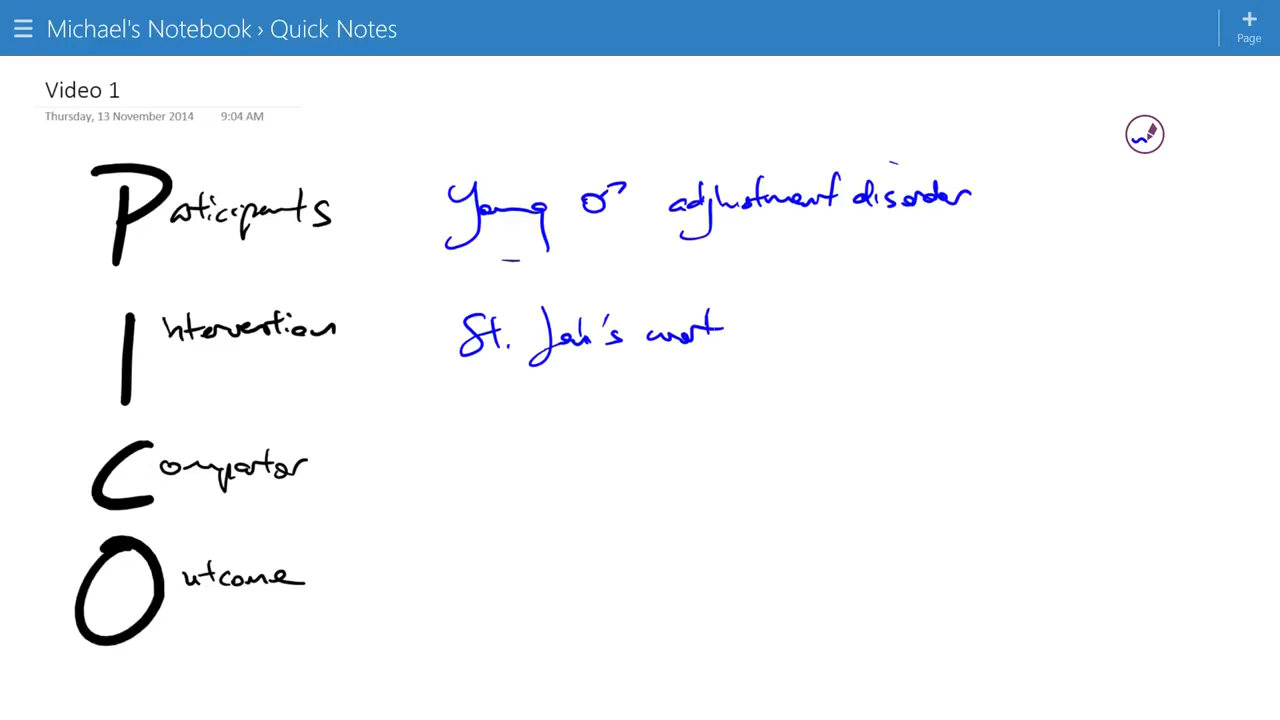 Michael's Notebook › Quick Notes
Page
Video 1
Thursday, 13 November 2014 9:04 AM
Participants Young ♂ adjustment disorder
Intervention St. John's wort
Comparator
Outcome